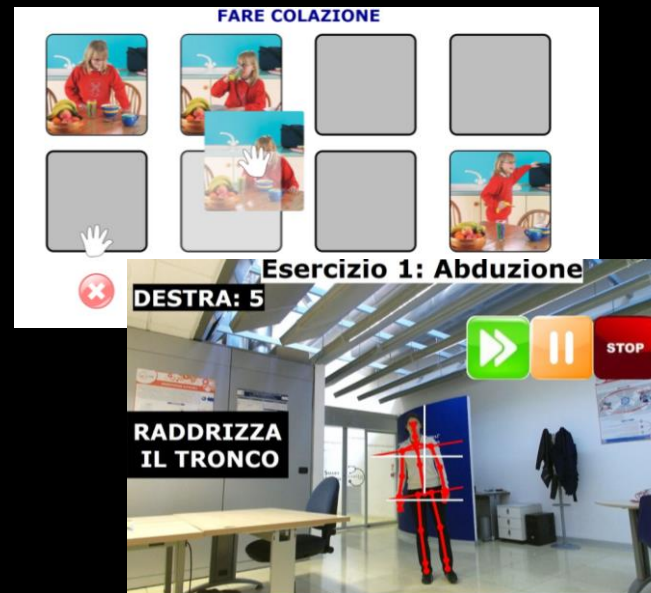 FARE COLAZIONE
Esercizio 1: Abduzione
DESTRA: 5
STOP
RADDRIZZA
IL TRONCO